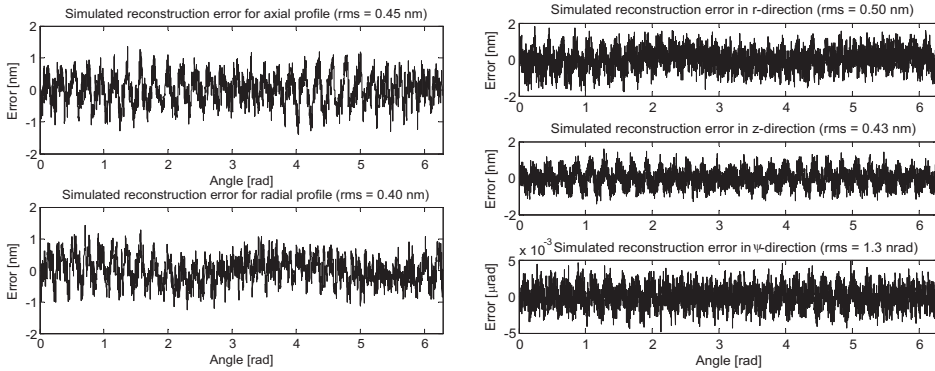 Simulated reconstruction error for axial profile (rms = 0.45 nm)
2
1
0
-1
-2
Error [nm]
0 1 2 3 4 5 6
Angle [rad]
Simulated reconstruction error for radial profile (rms = 0.40 nm)
2
1
0
-1
-2
Error [nm]
0 1 2 3 4 5 6
Angle [rad]
Simulated reconstruction error in r-direction (rms = 0.50 nm)
2
0
-2
Error [nm]
0 1 2 3 4 5 6
Simulated reconstruction error in z-direction (rms = 0.43 nm)
2
0
-2
Error [nm]
0 1 2 3 4 5 6
x 10^-3 Simulated reconstruction error in ψ-direction (rms = 1.3 nrad)
5
0
-5
Error [μrad]
0 1 2 3 4 5 6
Angle [rad]